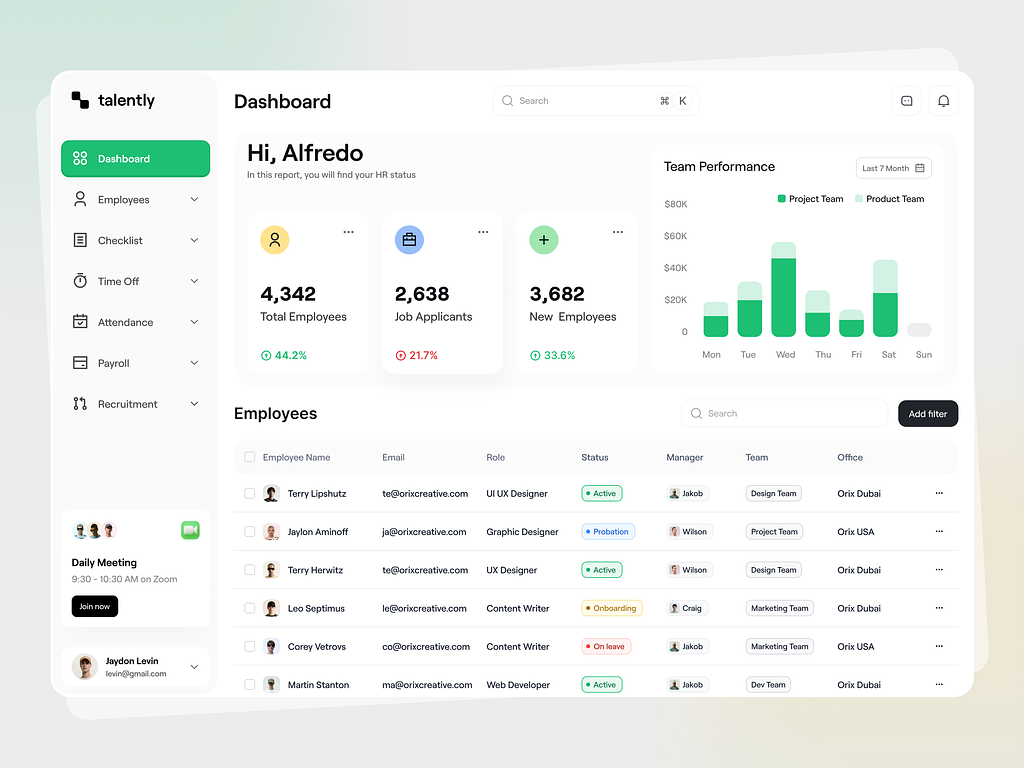 talently
Dashboard
Employees
Checklist
Time Off
Attendance
Payroll
Recruitment
Daily Meeting
9:30 - 10:30 AM on Zoom
Join now
Jaydon Levin
levin@gmail.com
Dashboard
Search ⌘ K
Hi, Alfredo
In this report, you will find your HR status
4,342
Total Employees
44.2%
2,638
Job Applicants
21.7%
3,682
New Employees
33.6%
Team Performance
Last 7 Month
Project Team Product Team
$80K
$60K
$40K
$20K
0
Mon Tue Wed Thu Fri Sat Sun
Employees
Search
Add filter
Employee Name Email Role Status Manager Team Office
Terry Lipshutz te@orixcreative.com UI UX Designer Active Jakob Design Team Orix Dubai
Jaylon Aminoff ja@orixcreative.com Graphic Designer Probation Wilson Project Team Orix USA
Terry Herwitz te@orixcreative.com UX Designer Active Wilson Design Team Orix Dubai
Leo Septimus le@orixcreative.com Content Writer Onboarding Craig Marketing Team Orix Dubai
Corey Vetrovs co@orixcreative.com Content Writer On leave Jakob Marketing Team Orix USA
Martin Stanton ma@orixcreative.com Web Developer Active Jakob Dev Team Orix Dubai